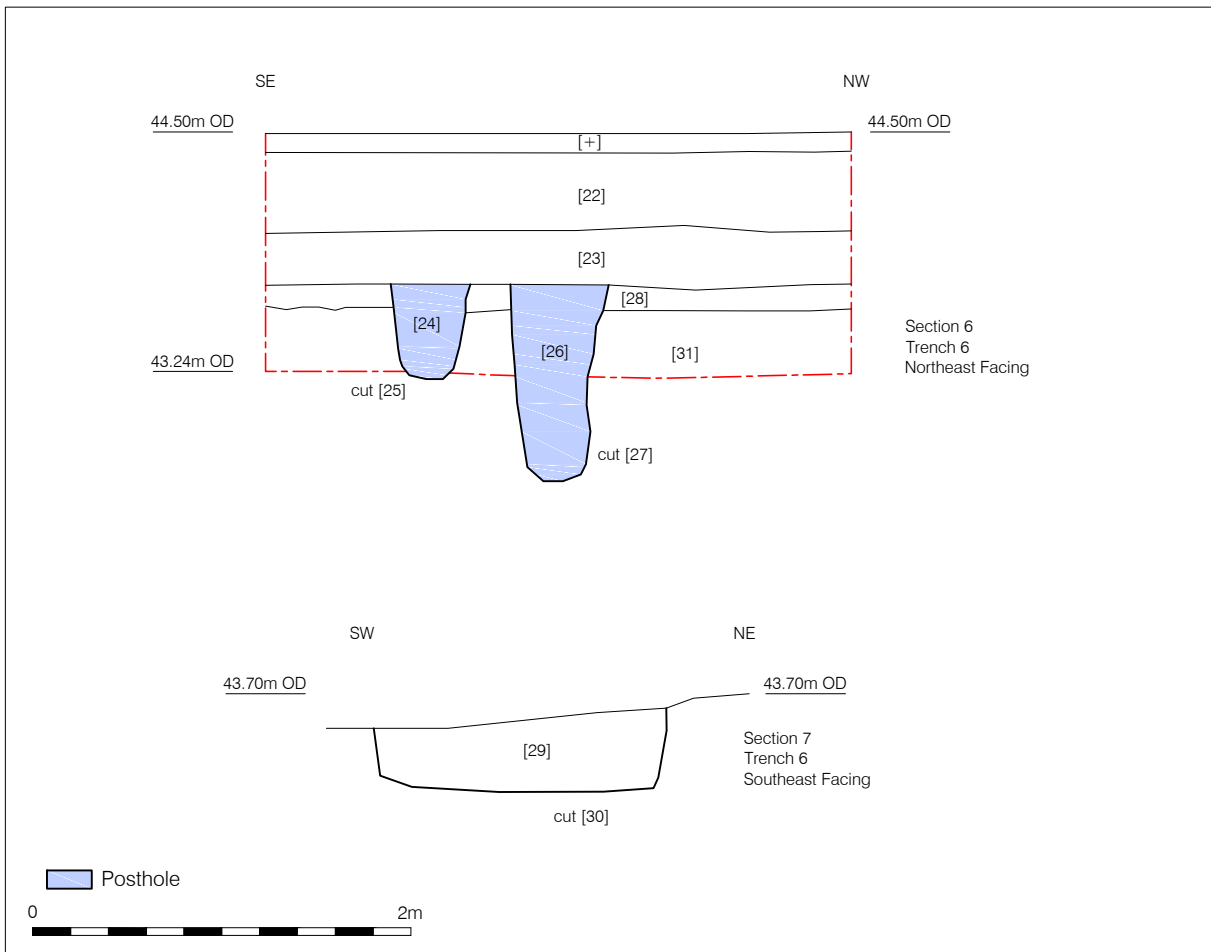 SE
NW
44.50m OD
44.50m OD
[+]
[22]
[23]
[28]
[24]
[26]
[31]
Section 6
Trench 6
Northeast Facing
43.24m OD
cut [25]
cut [27]
SW
NE
43.70m OD
43.70m OD
[29]
Section 7
Trench 6
Southeast Facing
cut [30]
Posthole
0
2m